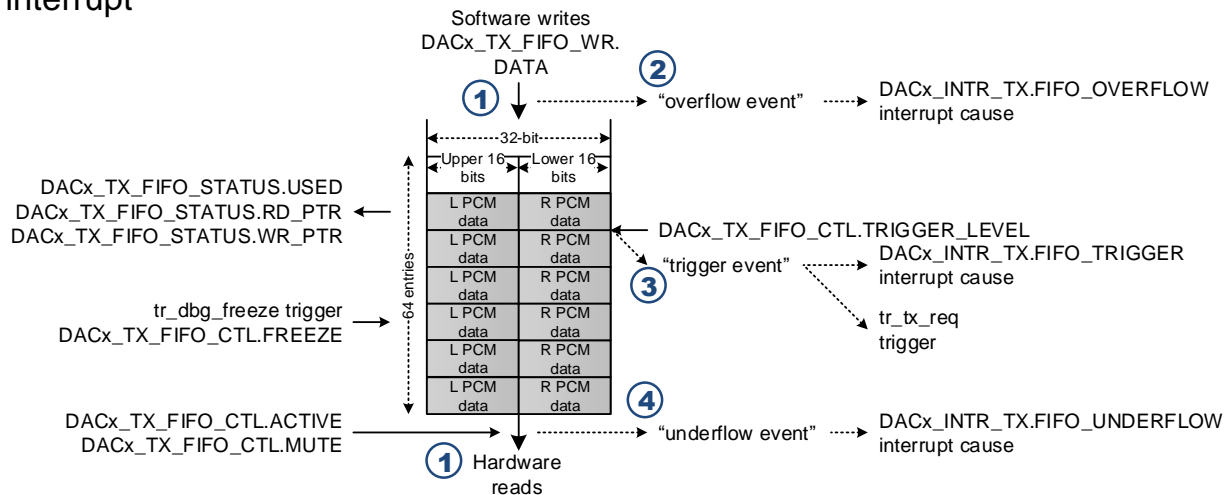 interrupt
Software writes
DACx_TX_FIFO_WR.
DATA
1
2
"overflow event"
DACx_INTR_TX.FIFO_OVERFLOW
interrupt cause
32-bit
Upper 16
bits
Lower 16
bits
64 entries
DACx_TX_FIFO_STATUS.USED
DACx_TX_FIFO_STATUS.RD_PTR
DACx_TX_FIFO_STATUS.WR_PTR
L PCM
data
R PCM
data
L PCM
data
R PCM
data
L PCM
data
R PCM
data
L PCM
data
R PCM
data
L PCM
data
R PCM
data
L PCM
data
R PCM
data
DACx_TX_FIFO_CTL.TRIGGER_LEVEL
3
"trigger event"
DACx_INTR_TX.FIFO_TRIGGER
interrupt cause
tr_tx_req
trigger
tr_dbg_freeze trigger
DACx_TX_FIFO_CTL.FREEZE
DACx_TX_FIFO_CTL.ACTIVE
DACx_TX_FIFO_CTL.MUTE
4
"underflow event"
DACx_INTR_TX.FIFO_UNDERFLOW
interrupt cause
1
Hardware
reads